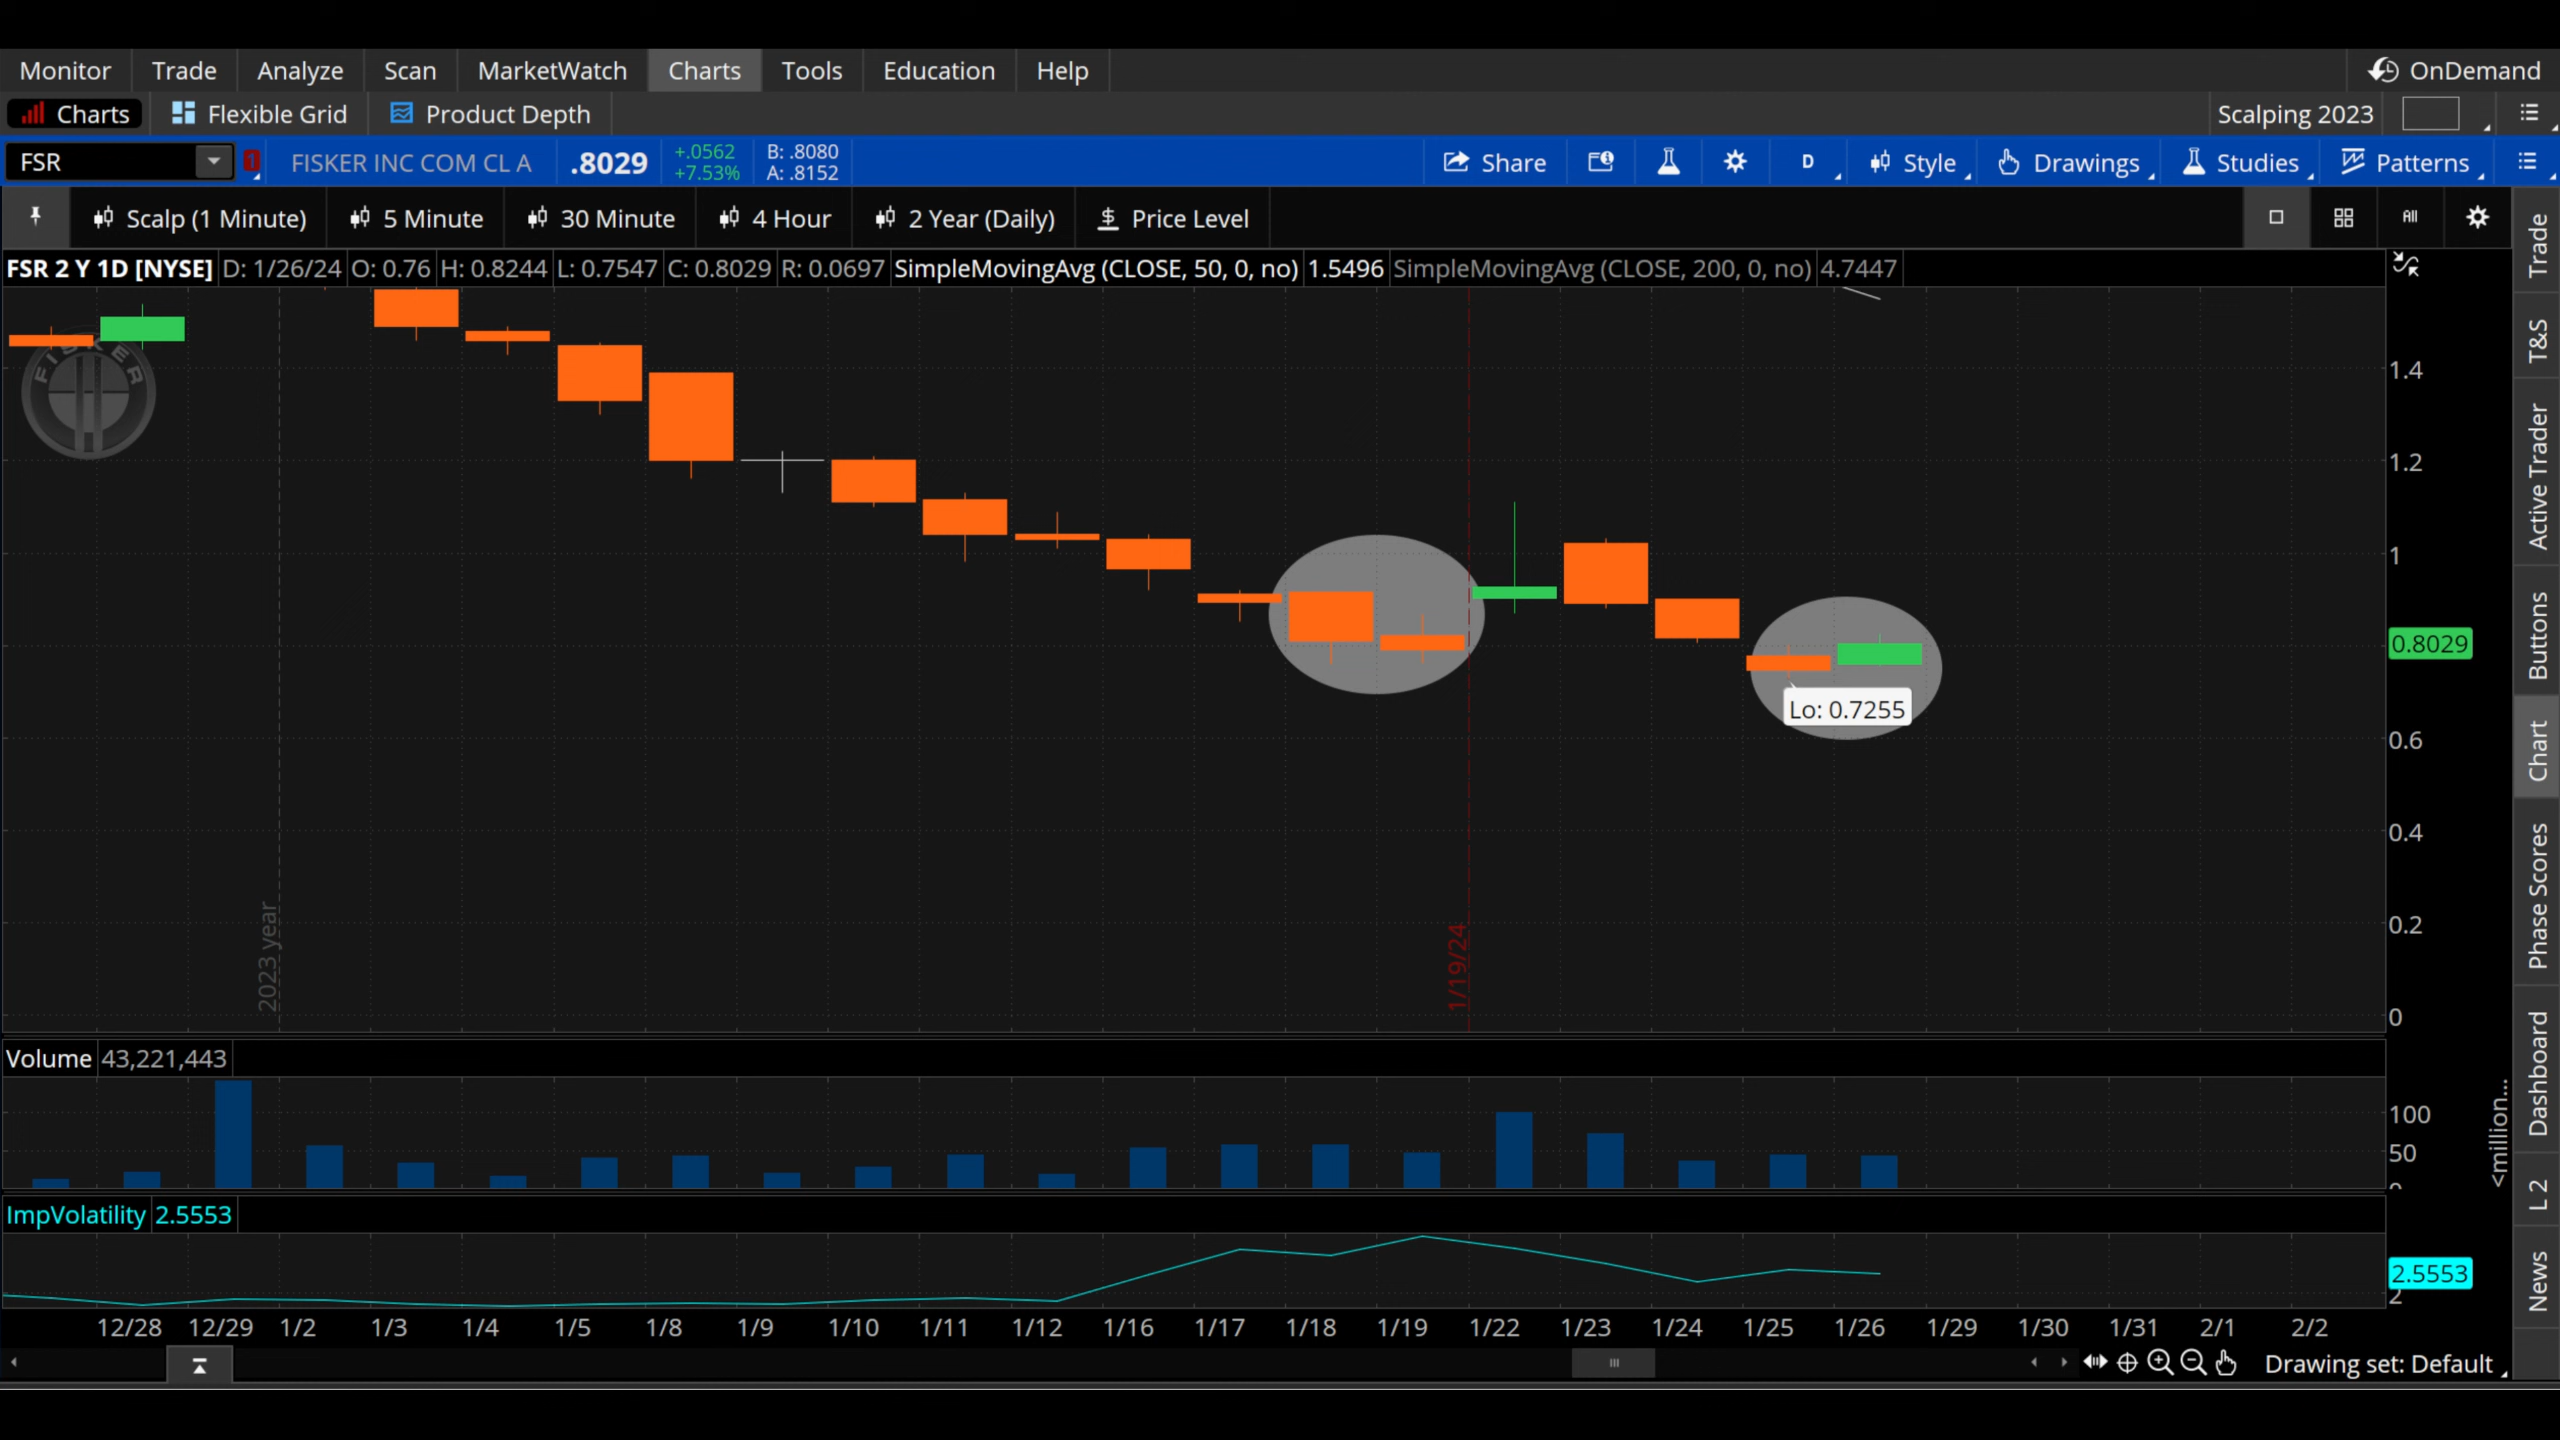 Monitor Trade Analyze Scan MarketWatch Charts Tools Education Help OnDemand
Charts Flexible Grid Product Depth Scalping 2023
FSR 1 FISKER INC COM CL A .8029 +.0562 B: .8080 Share D Style Drawings Studies Patterns
+7.53% A: .8152
Scalp (1 Minute) 5 Minute 30 Minute 4 Hour 2 Year (Daily) $ Price Level All
FSR 2 Y 1D [NYSE] D: 1/26/24 O: 0.76 H: 0.8244 L: 0.7547 C: 0.8029 R: 0.0697 SimpleMovingAvg (CLOSE, 50, 0, no) 1.5496 SimpleMovingAvg (CLOSE, 200, 0, no) 4.7447
FISKER
1.4
1.2
1
0.8029
Lo: 0.7255
0.6
0.4
0.2
0
2023 year
1/19/24
Volume 43,221,443
100
50
0
<million...
ImpVolatility 2.5553
2.5553
2
12/28 12/29 1/2 1/3 1/4 1/5 1/8 1/9 1/10 1/11 1/12 1/16 1/17 1/18 1/19 1/22 1/23 1/24 1/25 1/26 1/29 1/30 1/31 2/1 2/2
Drawing set: Default
Trade
T&S
Active Trader
Buttons
Chart
Phase Scores
Dashboard
L 2
News